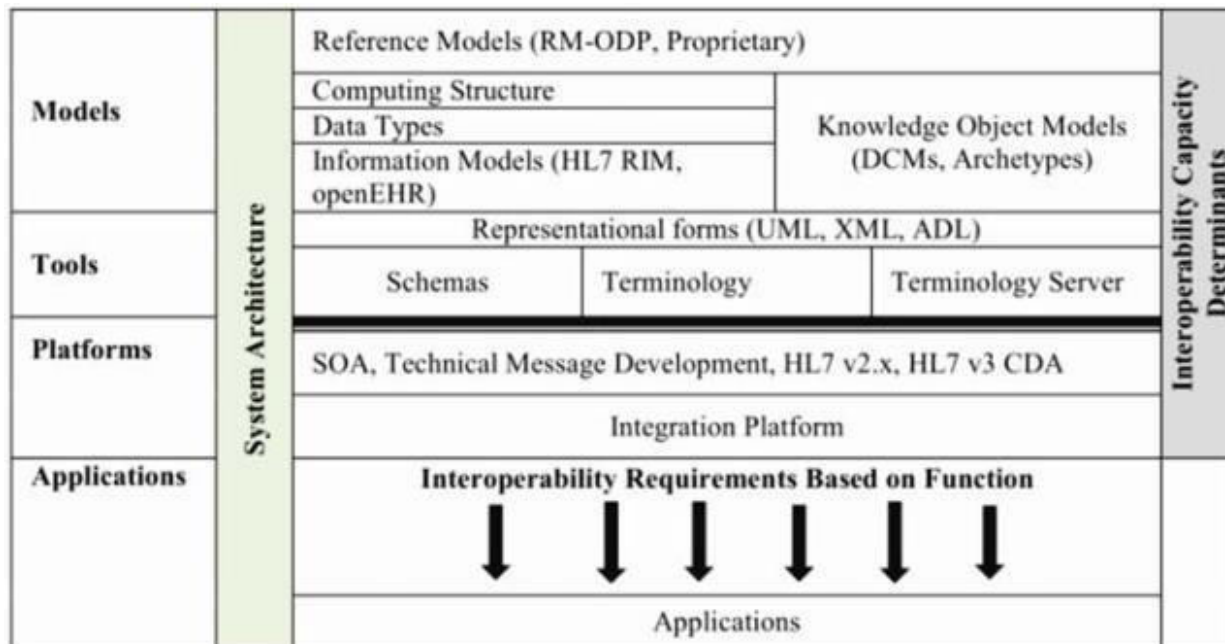 Models
Tools
Platforms
Applications
System Architecture
Reference Models (RM-ODP, Proprietary)
Computing Structure
Data Types
Information Models (HL7 RIM,
openEHR)
Knowledge Object Models
(DCMs, Archetypes)
Representational forms (UML, XML, ADL)
Schemas
Terminology
Terminology Server
SOA, Technical Message Development, HL7 v2.x, HL7 v3 CDA
Integration Platform
Interoperability Requirements Based on Function
Applications
Interoperability Capacity
Determinants